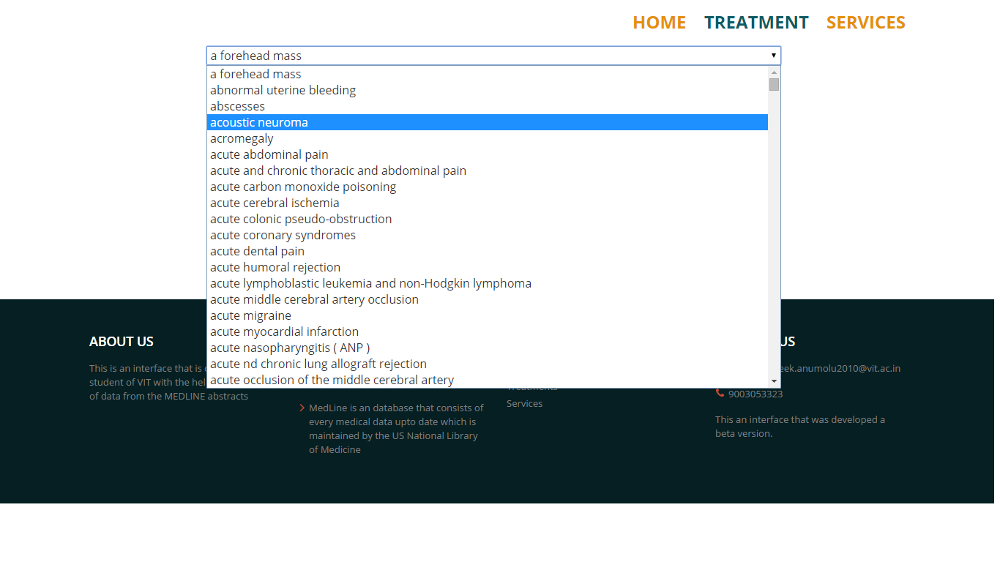 HOME TREATMENT SERVICES
a forehead mass
a forehead mass
abnormal uterine bleeding
abscesses
acoustic neuroma
acromegaly
acute abdominal pain
acute and chronic thoracic and abdominal pain
acute carbon monoxide poisoning
acute cerebral ischemia
acute colonic pseudo-obstruction
acute coronary syndromes
acute dental pain
acute humoral rejection
acute lymphoblastic leukemia and non-Hodgkin lymphoma
acute middle cerebral artery occlusion
acute migraine
acute myocardial infarction
acute nasopharyngitis ( ANP )
acute nd chronic lung allograft rejection
acute occlusion of the middle cerebral artery
ABOUT US
This is an interface that is
student of VIT with the
of data from the MEDLINE abstracts
MedLine is an database that consists of
every medical data upto date which is
maintained by the US National Library
of Medicine
Treatments
Services
US
eek.anumolu2010@vit.ac.in
9003053323
This an interface that was developed a
beta version.